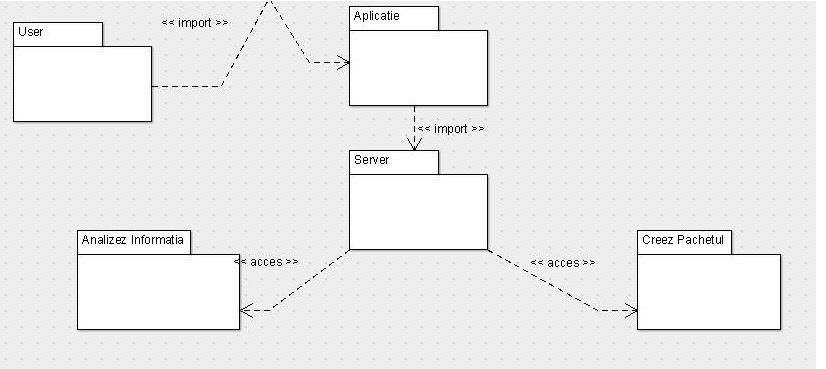 << import >>
Aplicatie
User
<< import >>
Server
Analizez Informatia
Creez Pachetul
<< acces >>
<< acces >>